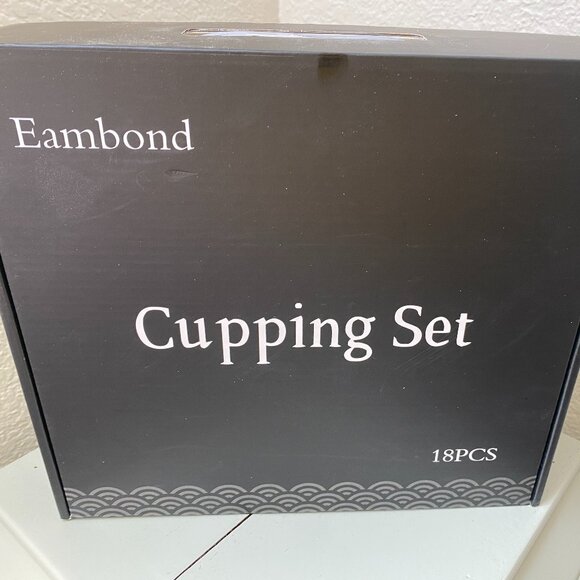 Eambond
Cupping Set
18PCS